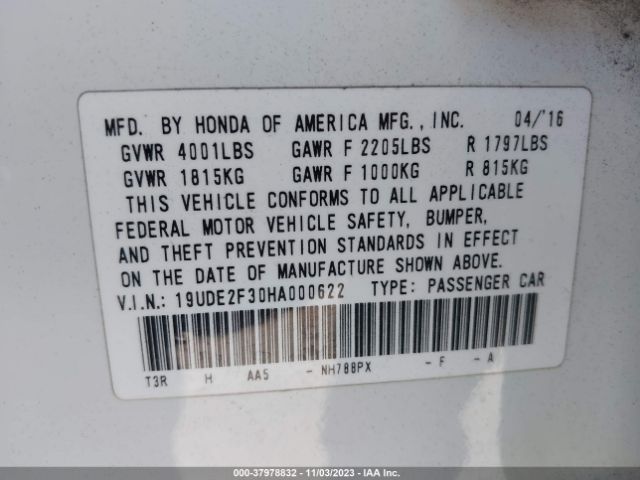 MFD. BY HONDA OF AMERICA MFG., INC. 04/'16
GVWR 4001LBS GAWR F 2205LBS R 1797LBS
GVWR 1815KG GAWR F 1000KG R 815KG
THIS VEHICLE CONFORMS TO ALL APPLICABLE
FEDERAL MOTOR VEHICLE SAFETY, BUMPER,
AND THEFT PREVENTION STANDARDS IN EFFECT
ON THE DATE OF MANUFACTURE SHOWN ABOVE.
V.I.N.: 19UDE2F30HA000622 TYPE: PASSENGER CAR
T3R H AA5 - NH788PX - F - A
000-37978832 - 11/03/2023 - IAA Inc.